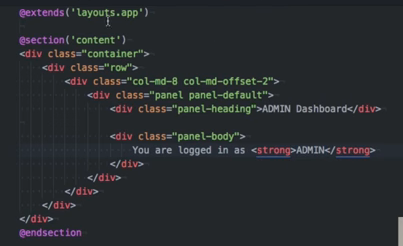 @extends('layouts.app')
@section('content')
<div class="container">
<div class="row">
<div class="col-md-8 col-md-offset-2">
<div class="panel panel-default">
<div class="panel-heading">ADMIN Dashboard</div>
<div class="panel-body">
You are logged in as <strong>ADMIN</strong>
</div>
</div>
</div>
</div>
</div>
@endsection